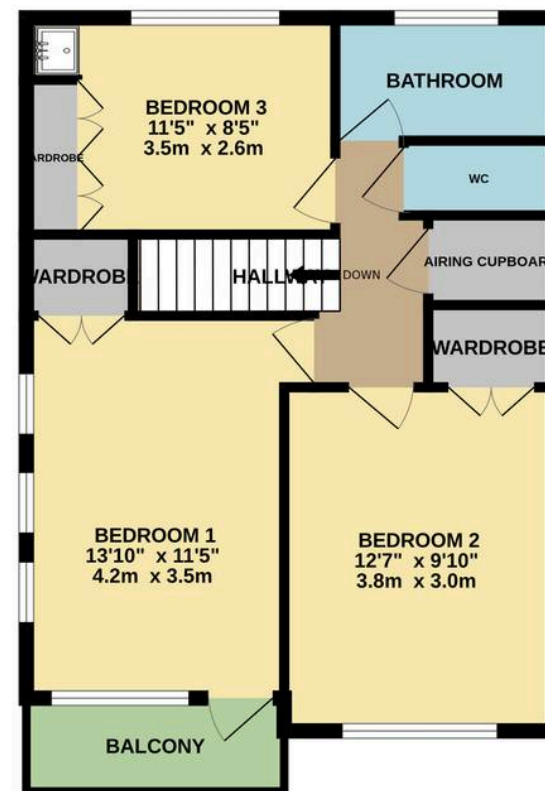 BATHROOM
BEDROOM 3
11'5" x 8'5"
3.5m x 2.6m
ARDROBE
WC
WARDROBE
HALLWAY
DOWN
AIRING CUPBOAR
WARDROBE
BEDROOM 1
13'10" x 11'5"
4.2m x 3.5m
BEDROOM 2
12'7" x 9'10"
3.8m x 3.0m
BALCONY